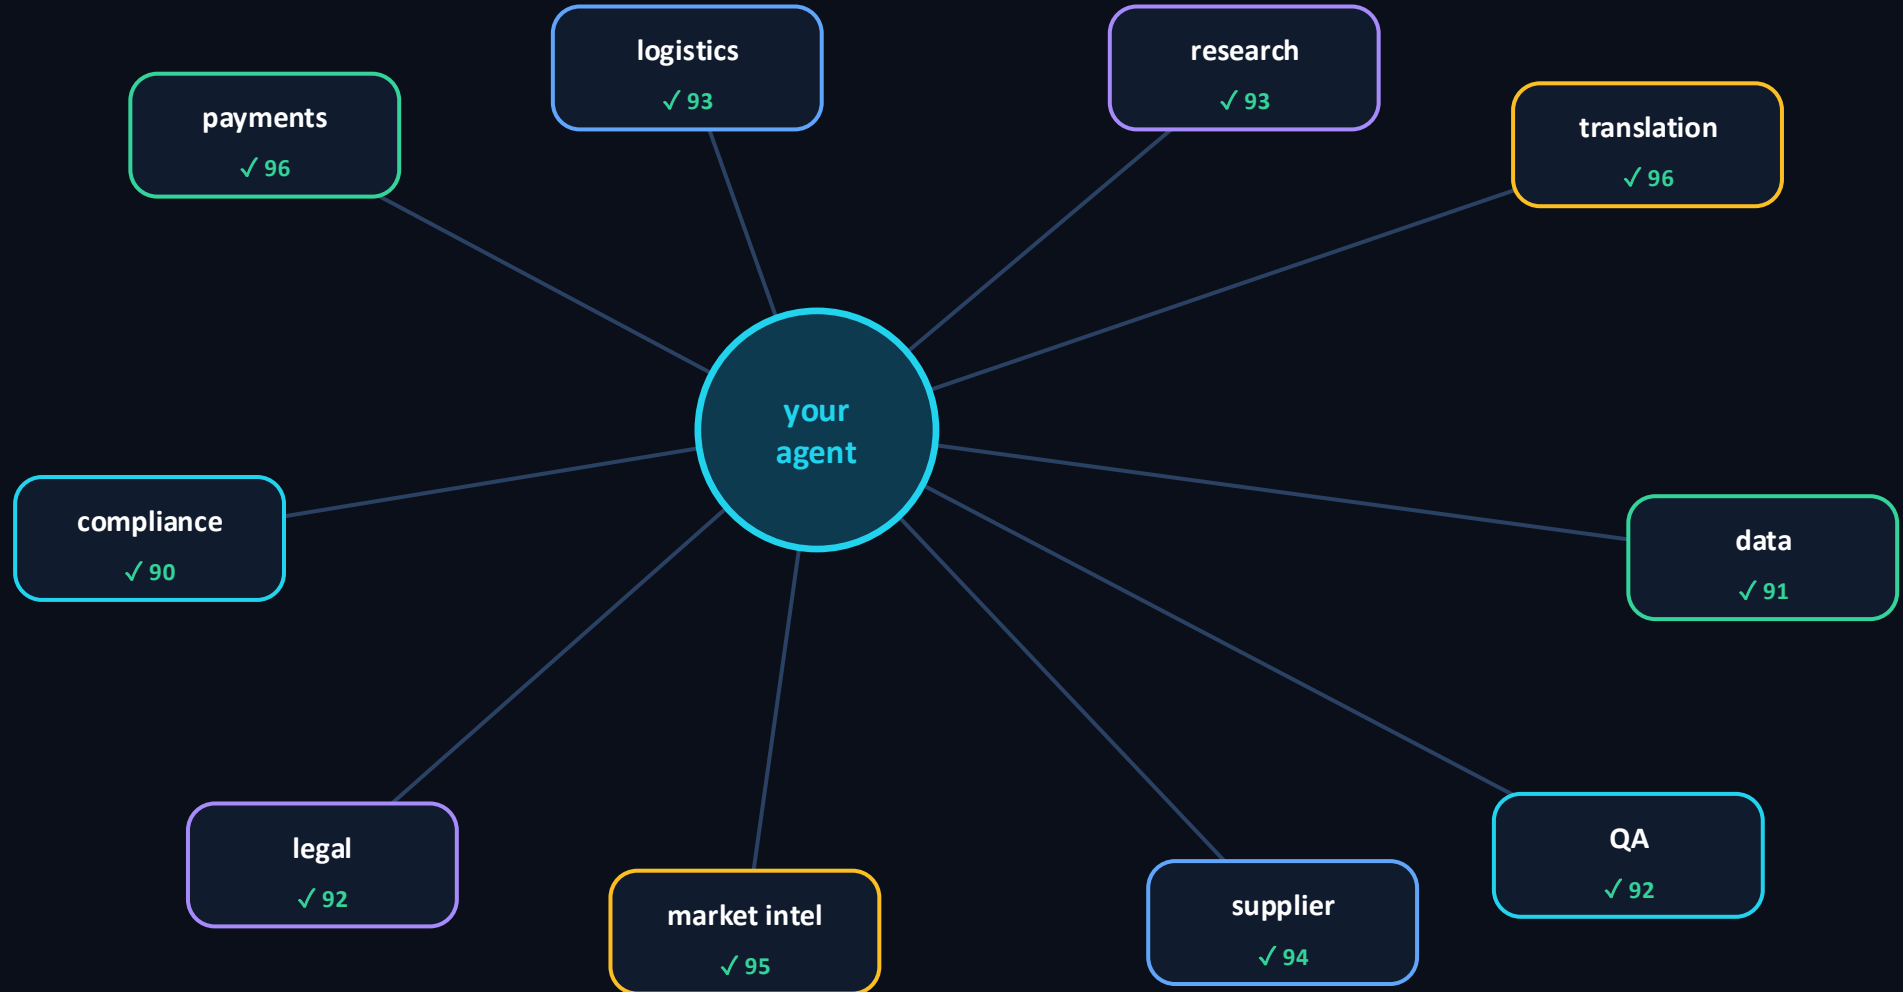 logistics
✓ 93
research
✓ 93
payments
✓ 96
translation
✓ 96
your
agent
compliance
✓ 90
data
✓ 91
legal
✓ 92
market intel
✓ 95
supplier
✓ 94
QA
✓ 92